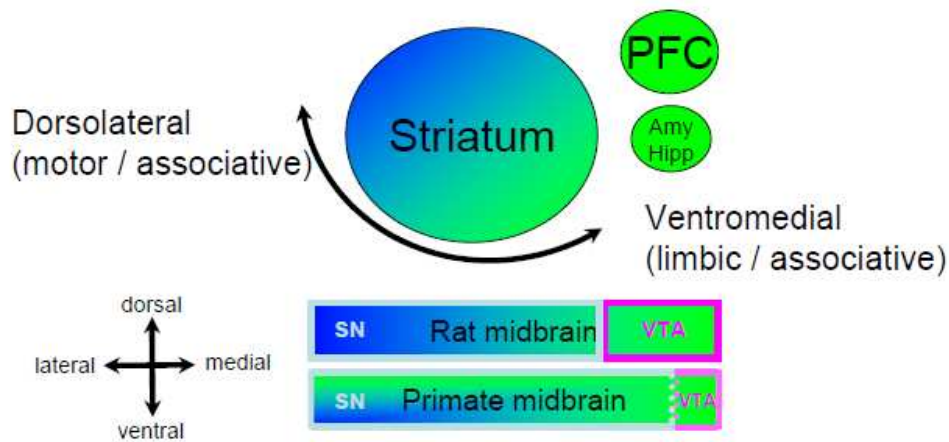 PFC
Striatum
Amy
Hipp
Dorsolateral
(motor / associative)
Ventromedial
(limbic / associative)
dorsal
lateral
medial
ventral
SN
Rat midbrain
VTA
SN
Primate midbrain
VTA